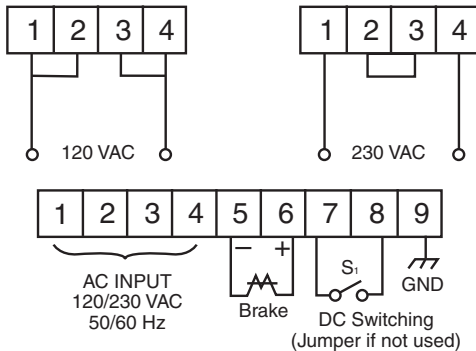 1 2 3 4
1 2 3 4
120 VAC
230 VAC
1 2 3 4 5 6 7 8 9
− +
S₁
AC INPUT
120/230 VAC
50/60 Hz
Brake
DC Switching
(Jumper if not used)
GND